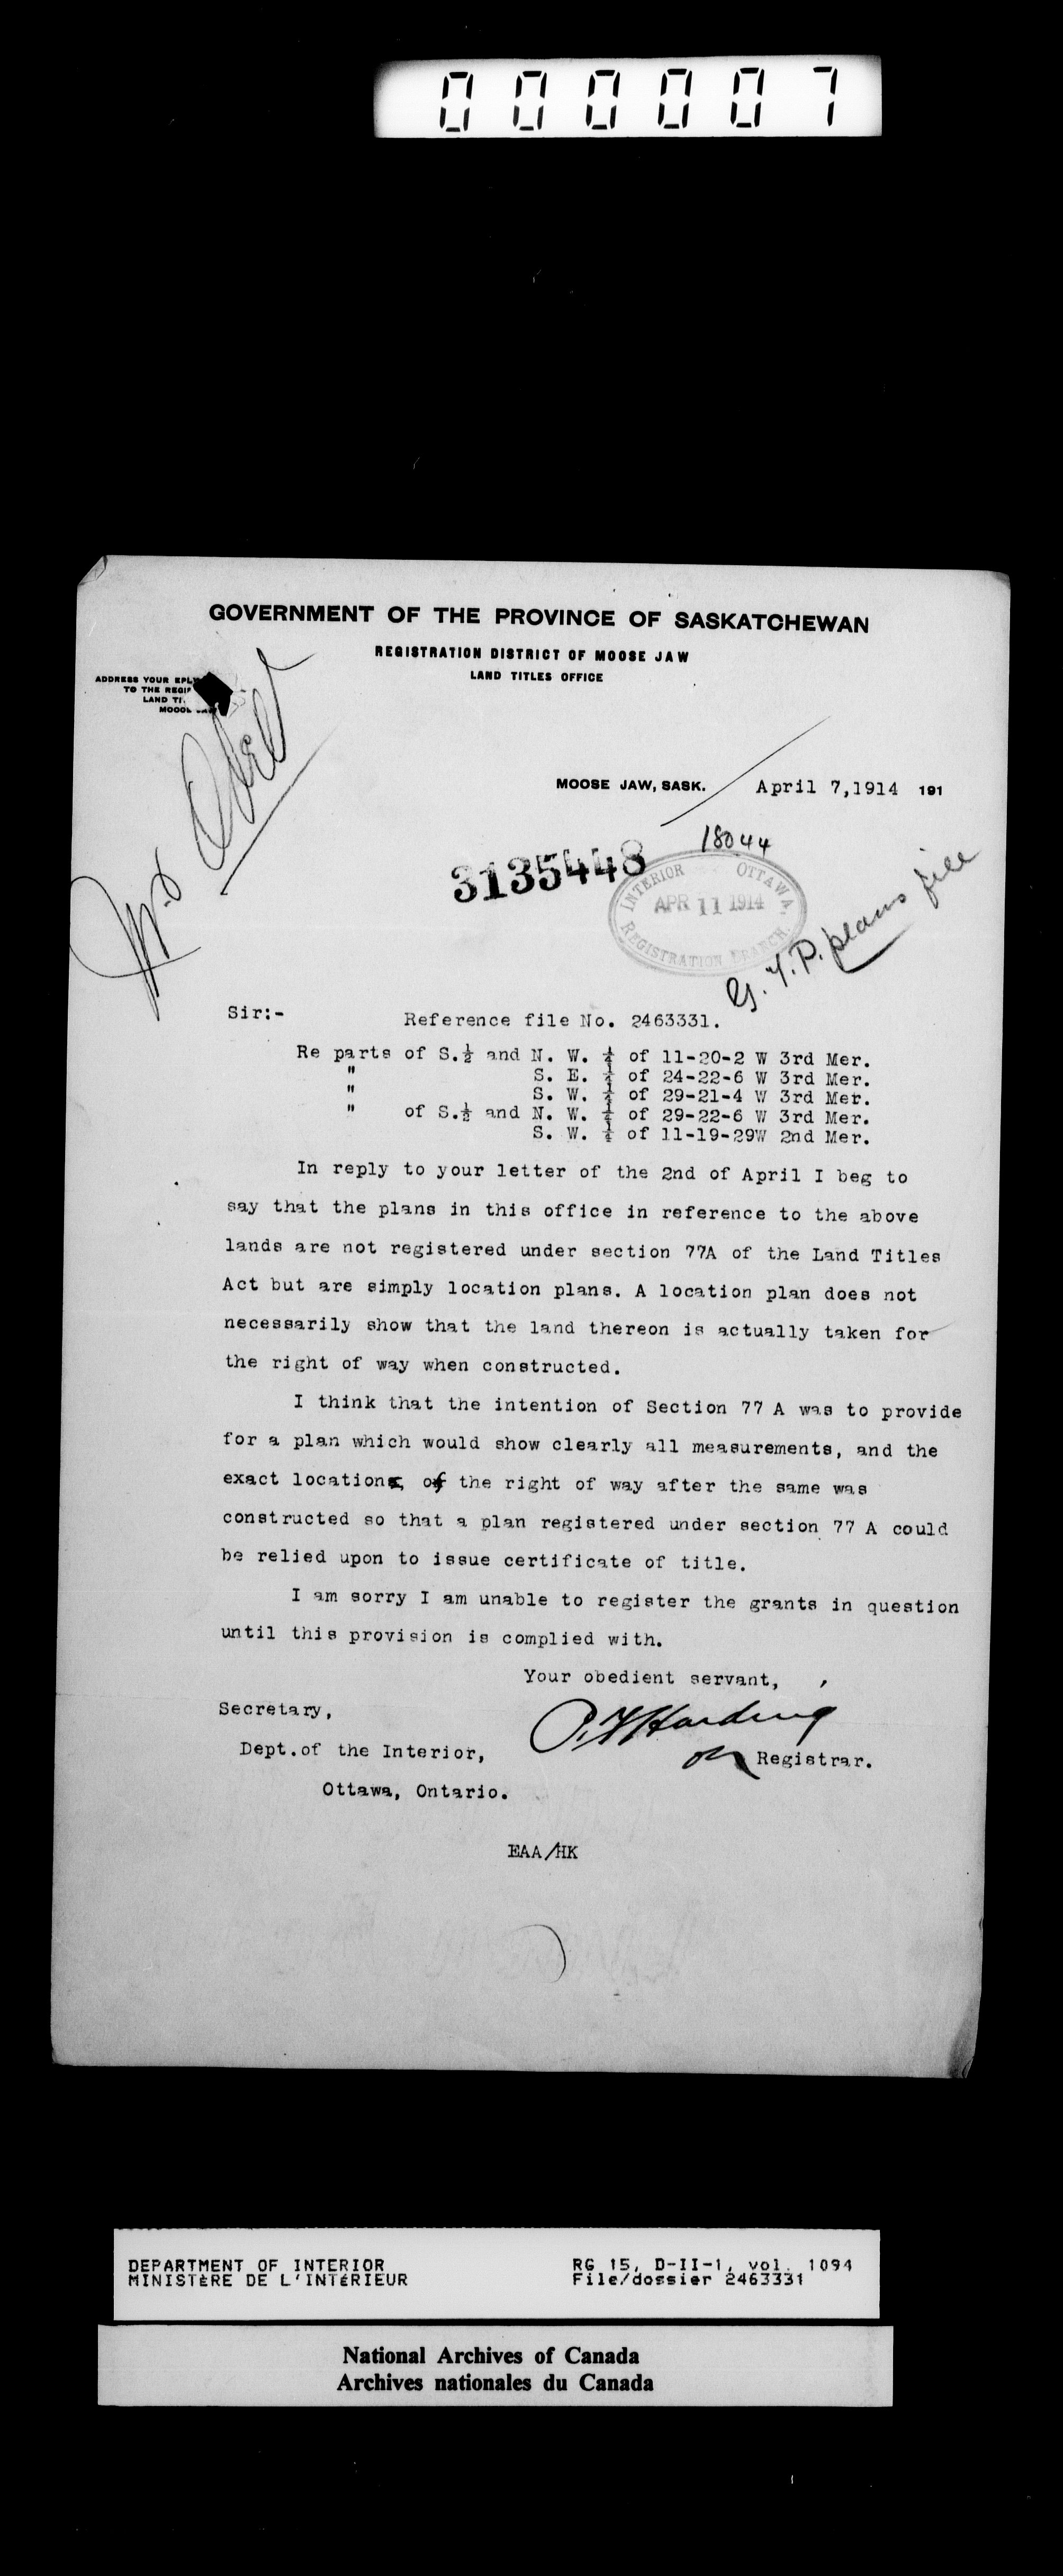 000007
GOVERNMENT OF THE PROVINCE OF SASKATCHEWAN
REGISTRATION DISTRICT OF MOOSE JAW
LAND TITLES OFFICE
ADDRESS YOUR EPLY
TO THE REGI
LAND TI
MOOSE JAW
MOOSE JAW, SASK. April 7,1914 191
18044
3135448
INTERIOR OTTAWA.
APR 11 1914
REGISTRATION BRANCH.
G.T.P. plans file
Sir:-
Reference file No. 2463331.
Re parts of S.½ and N. W. ¼ of 11-20-2 W 3rd Mer.
" S. E. ¼ of 24-22-6 W 3rd Mer.
" S. W. ¼ of 29-21-4 W 3rd Mer.
" of S.½ and N. W. ¼ of 29-22-6 W 3rd Mer.
S. W. ¼ of 11-19-29W 2nd Mer.
In reply to your letter of the 2nd of April I beg to
say that the plans in this office in reference to the above
lands are not registered under section 77A of the Land Titles
Act but are simply location plans. A location plan does not
necessarily show that the land thereon is actually taken for
the right of way when constructed.
I think that the intention of Section 77 A was to provide
for a plan which would show clearly all measurements, and the
exact location, of the right of way after the same was
constructed so that a plan registered under section 77 A could
be relied upon to issue certificate of title.
I am sorry I am unable to register the grants in question
until this provision is complied with.
Your obedient servant,
Secretary,
Dept.of the Interior,
Ottawa, Ontario.
Harding
Registrar.
EAA/HK
DEPARTMENT OF INTERIOR RG 15, D-II-1, vol. 1094
MINISTÈRE DE L'INTÉRIEUR File/dossier 2463331
National Archives of Canada
Archives nationales du Canada